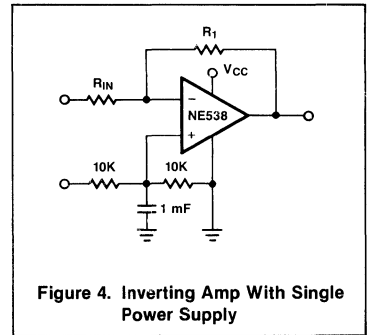 R1
VCC
RIN
−
NE538
+
10K 10K
1 mF
Figure 4. Inverting Amp With Single
Power Supply